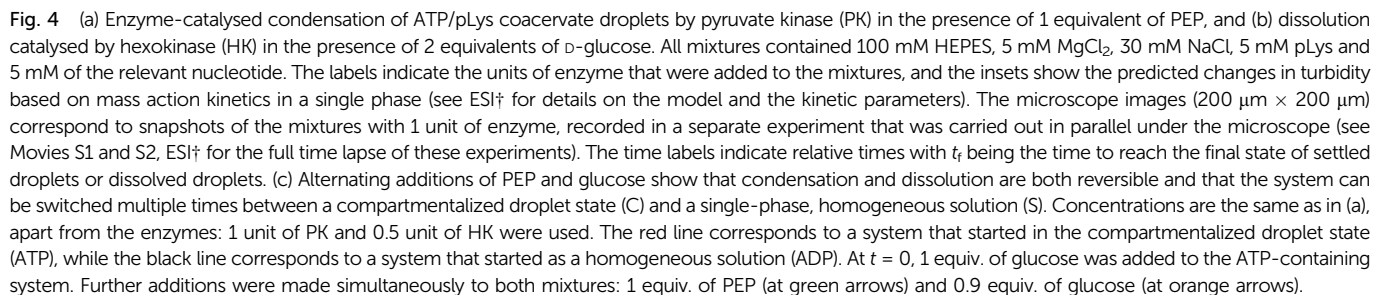 Fig. 4 (a) Enzyme-catalysed condensation of ATP/pLys coacervate droplets by pyruvate kinase (PK) in the presence of 1 equivalent of PEP, and (b) dissolution
catalysed by hexokinase (HK) in the presence of 2 equivalents of D-glucose. All mixtures contained 100 mM HEPES, 5 mM MgCl₂, 30 mM NaCl, 5 mM pLys and
5 mM of the relevant nucleotide. The labels indicate the units of enzyme that were added to the mixtures, and the insets show the predicted changes in turbidity
based on mass action kinetics in a single phase (see ESI† for details on the model and the kinetic parameters). The microscope images (200 μm × 200 μm)
correspond to snapshots of the mixtures with 1 unit of enzyme, recorded in a separate experiment that was carried out in parallel under the microscope (see
Movies S1 and S2, ESI† for the full time lapse of these experiments). The time labels indicate relative times with tf being the time to reach the final state of settled
droplets or dissolved droplets. (c) Alternating additions of PEP and glucose show that condensation and dissolution are both reversible and that the system can
be switched multiple times between a compartmentalized droplet state (C) and a single-phase, homogeneous solution (S). Concentrations are the same as in (a),
apart from the enzymes: 1 unit of PK and 0.5 unit of HK were used. The red line corresponds to a system that started in the compartmentalized droplet state
(ATP), while the black line corresponds to a system that started as a homogeneous solution (ADP). At t = 0, 1 equiv. of glucose was added to the ATP-containing
system. Further additions were made simultaneously to both mixtures: 1 equiv. of PEP (at green arrows) and 0.9 equiv. of glucose (at orange arrows).